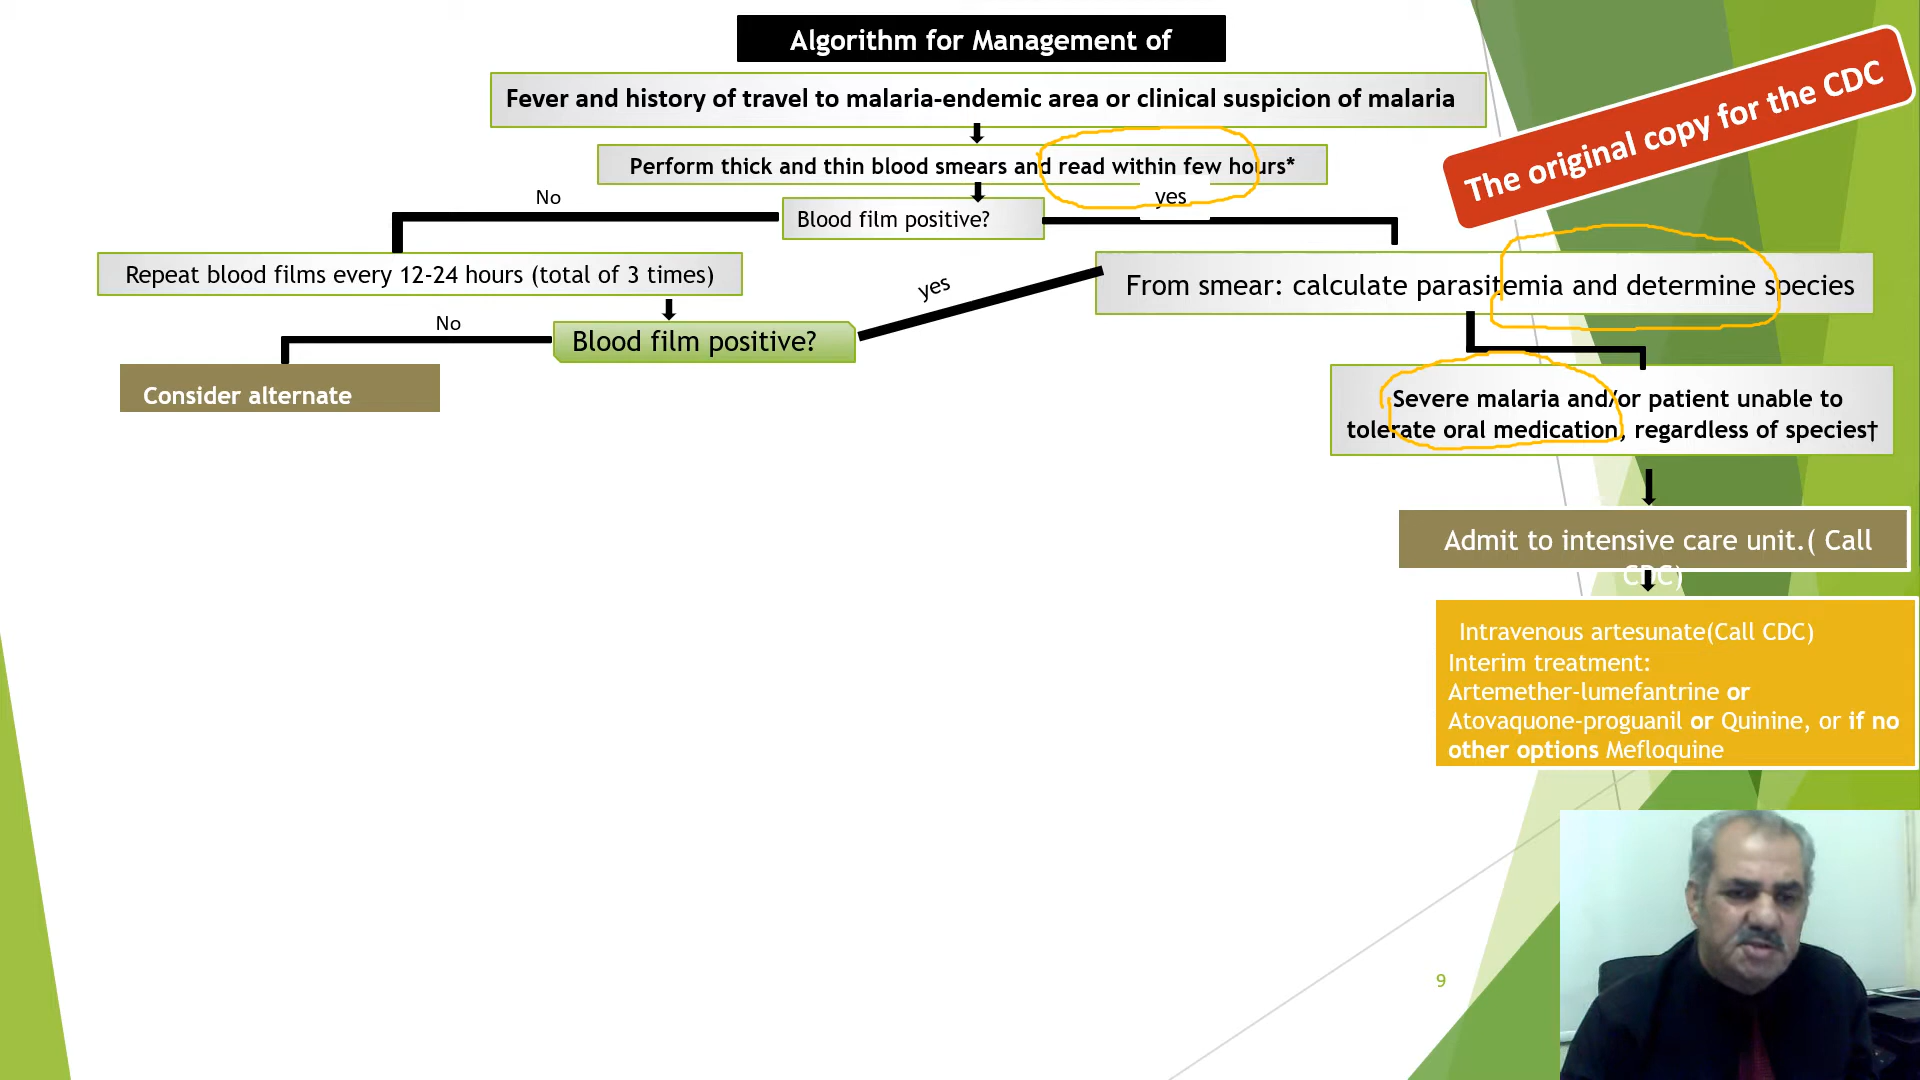 Algorithm for Management of
Fever and history of travel to malaria-endemic area or clinical suspicion of malaria
The original copy for the CDC
Perform thick and thin blood smears and read within few hours*
No
yes
Blood film positive?
Repeat blood films every 12-24 hours (total of 3 times)
yes
From smear: calculate parasitemia and determine species
No
Blood film positive?
Consider alternate
Severe malaria and/or patient unable to
tolerate oral medication, regardless of species†
Admit to intensive care unit.( Call
CDC)
Intravenous artesunate(Call CDC)
Interim treatment:
Artemether-lumefantrine or
Atovaquone-proguanil or Quinine, or if no
other options Mefloquine
9